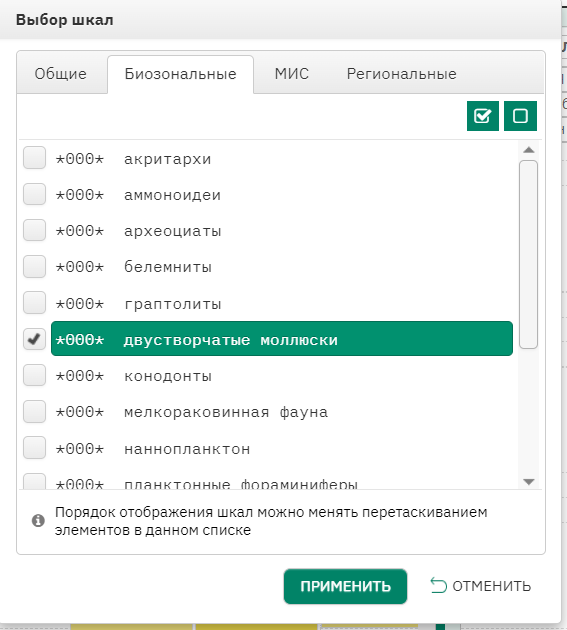 Выбор шкал
Общие Биозональные МИС Региональные
*000* акритархи
*000* аммоноидеи
*000* археоциаты
*000* белемниты
*000* граптолиты
*000* двустворчатые моллюски
*000* конодонты
*000* мелкораковинная фауна
*000* наннопланктон
*000* планктонные фораминиферы
Порядок отображения шкал можно менять перетаскиванием
элементов в данном списке
ПРИМЕНИТЬ ОТМЕНИТЬ